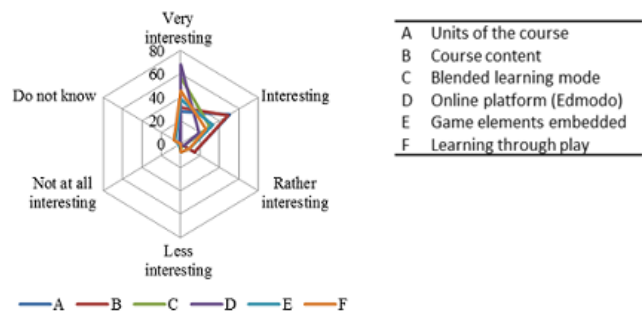 Very
interesting
80
60
40
20
0
Interesting
Rather
interesting
Less
interesting
Not at all
interesting
Do not know
A B C D E F
A Units of the course
B Course content
C Blended learning mode
D Online platform (Edmodo)
E Game elements embedded
F Learning through play